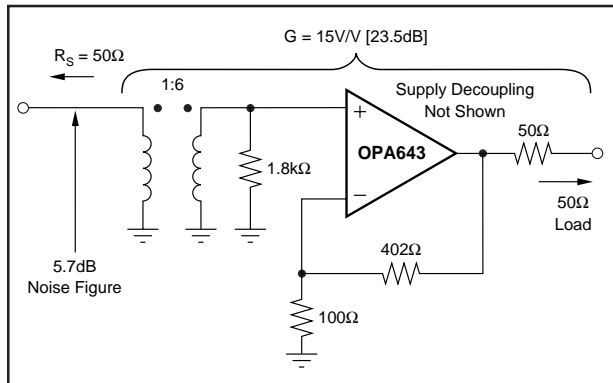 G = 15V/V [23.5dB]
R_S = 50Ω
1:6
Supply Decoupling
Not Shown
50Ω
+
OPA643
1.8kΩ
–
50Ω
Load
402Ω
5.7dB
Noise Figure
100Ω